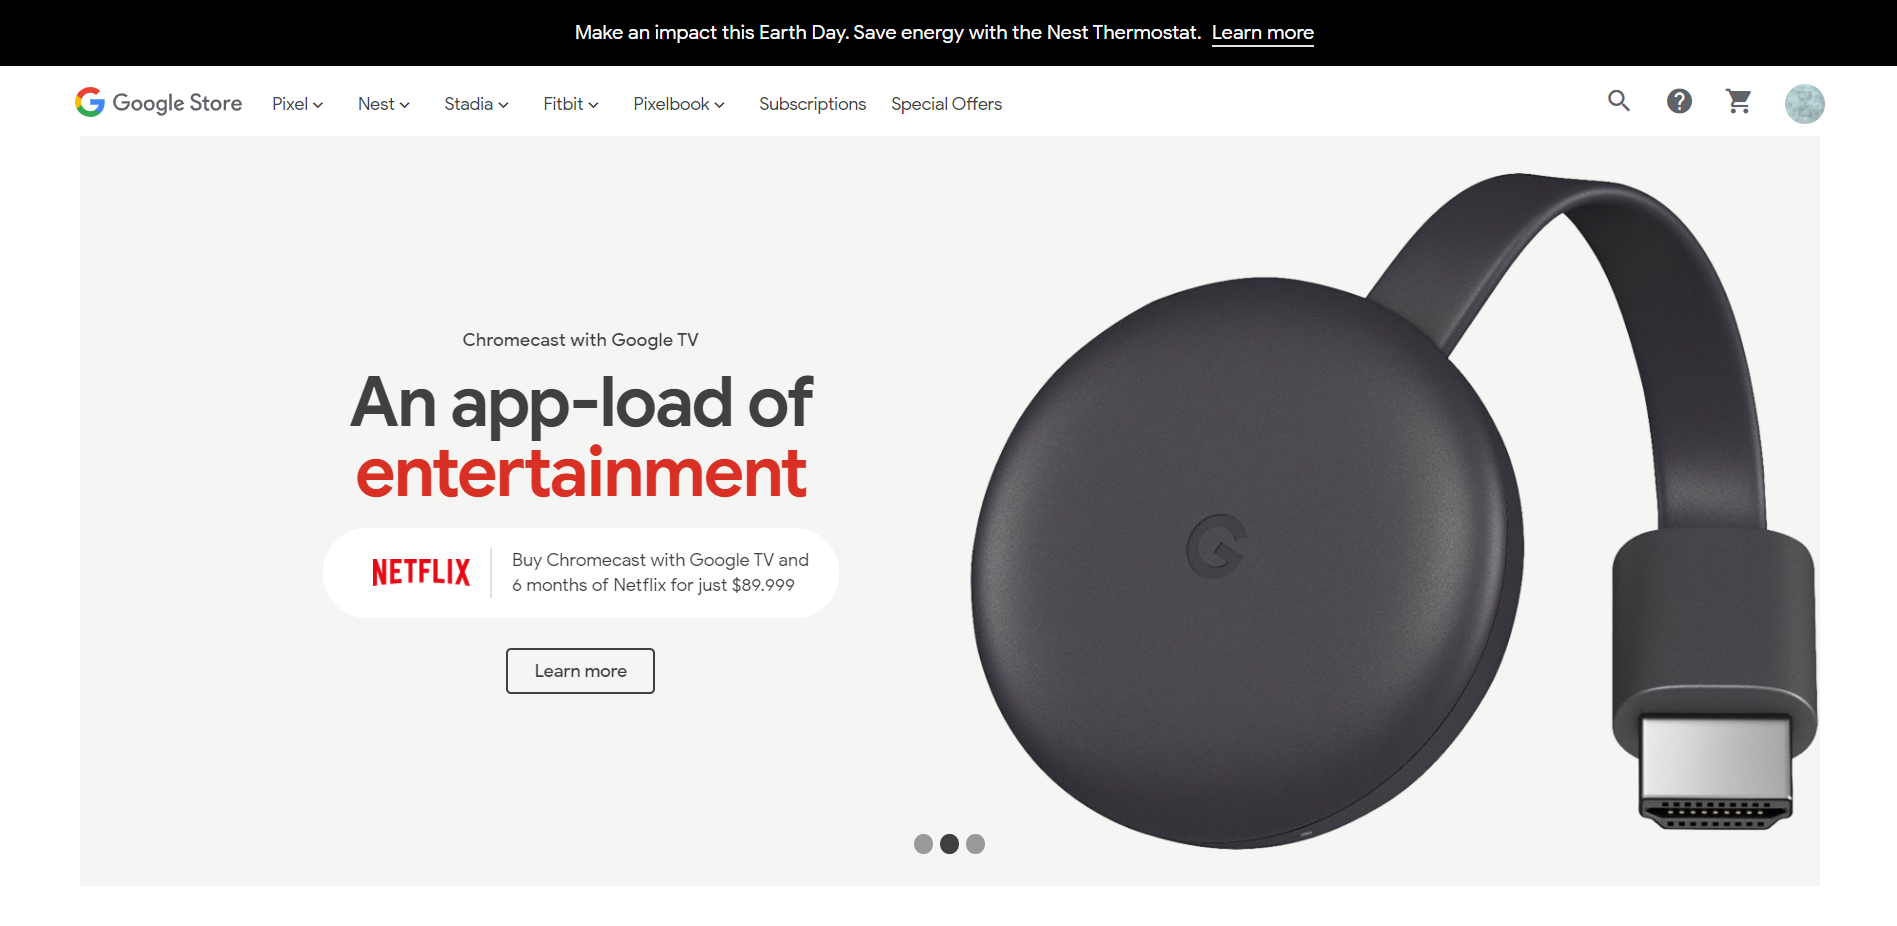 Make an impact this Earth Day. Save energy with the Nest Thermostat. Learn more
Google Store Pixel Nest Stadia Fitbit Pixelbook Subscriptions Special Offers
Chromecast with Google TV
An app-load of
entertainment
NETFLIX
Buy Chromecast with Google TV and
6 months of Netflix for just $89.999
Learn more
G